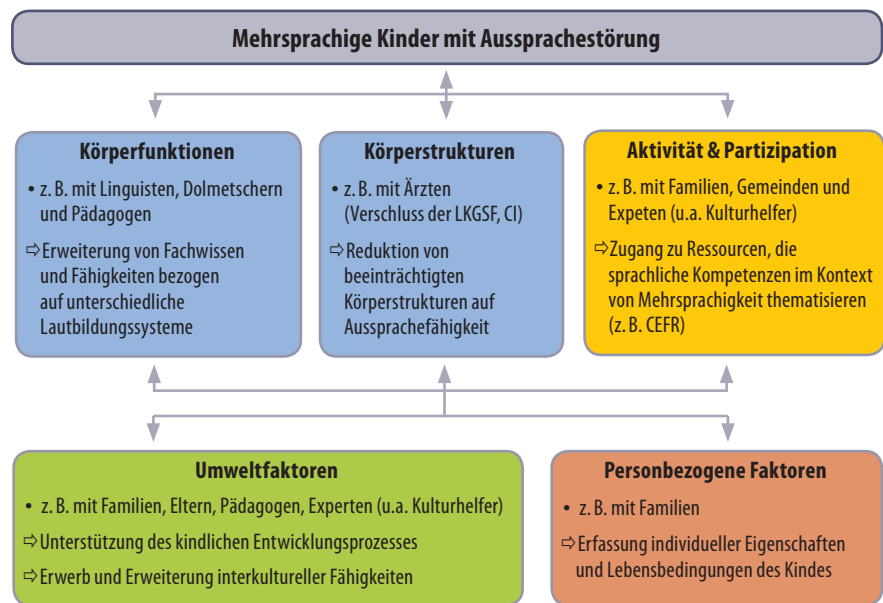 Mehrsprachige Kinder mit Aussprachestörung
Körperfunktionen
• z. B. mit Linguisten, Dolmetschern
und Pädagogen
⇨Erweiterung von Fachwissen
und Fähigkeiten bezogen
auf unterschiedliche
Lautbildungssysteme
Körperstrukturen
• z. B. mit Ärzten
(Verschluss der LKGSF, CI)
⇨Reduktion von
beeinträchtigten
Körperstrukturen auf
Aussprachefähigkeit
Aktivität & Partizipation
• z. B. mit Familien, Gemeinden und
Expeten (u.a. Kulturhelfer)
⇨Zugang zu Ressourcen, die
sprachliche Kompetenzen im Kontext
von Mehrsprachigkeit thematisieren
(z. B. CEFR)
Umweltfaktoren
• z. B. mit Familien, Eltern, Pädagogen, Experten (u.a. Kulturhelfer)
⇨Unterstützung des kindlichen Entwicklungsprozesses
⇨Erwerb und Erweiterung interkultureller Fähigkeiten
Personbezogene Faktoren
• z. B. mit Familien
⇨Erfassung individueller Eigenschaften
und Lebensbedingungen des Kindes